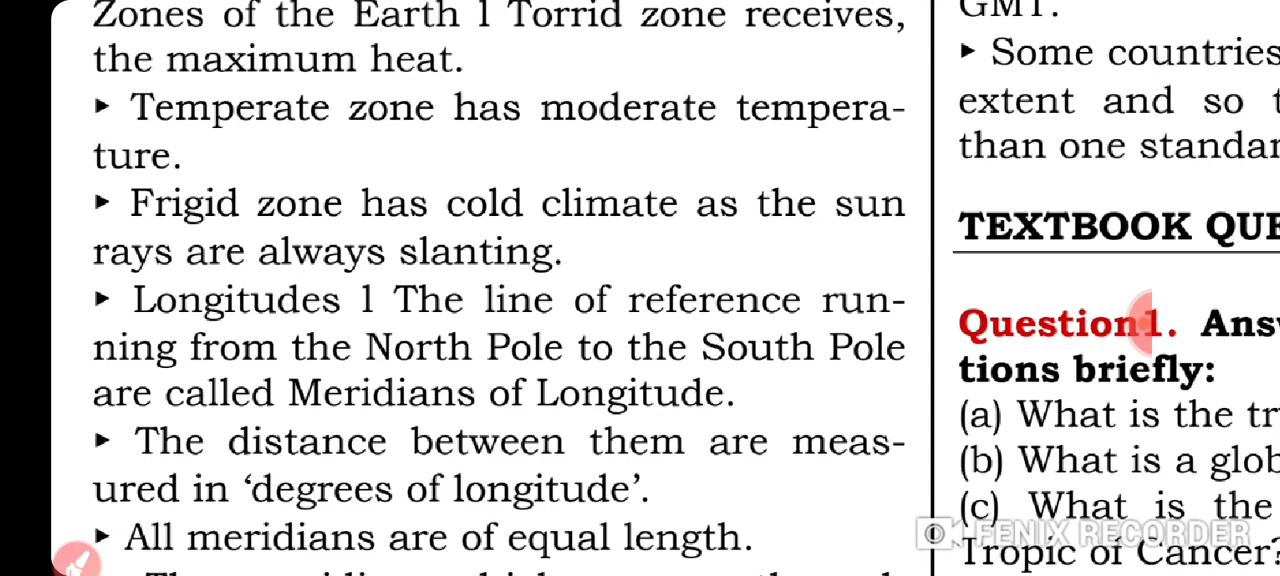 Zones of the Earth l Torrid zone receives,
the maximum heat.
‣ Temperate zone has moderate tempera-
ture.
‣ Frigid zone has cold climate as the sun
rays are always slanting.
‣ Longitudes l The line of reference run-
ning from the North Pole to the South Pole
are called Meridians of Longitude.
‣ The distance between them are meas-
ured in ‘degrees of longitude’.
‣ All meridians are of equal length.
GMT.
‣ Some countries
extent and so t
than one standar
TEXTBOOK QUE
Question1. Ans
tions briefly:
(a) What is the tr
(b) What is a glob
(c) What is the
Tropic of Cancer?
FENIX RECORDER